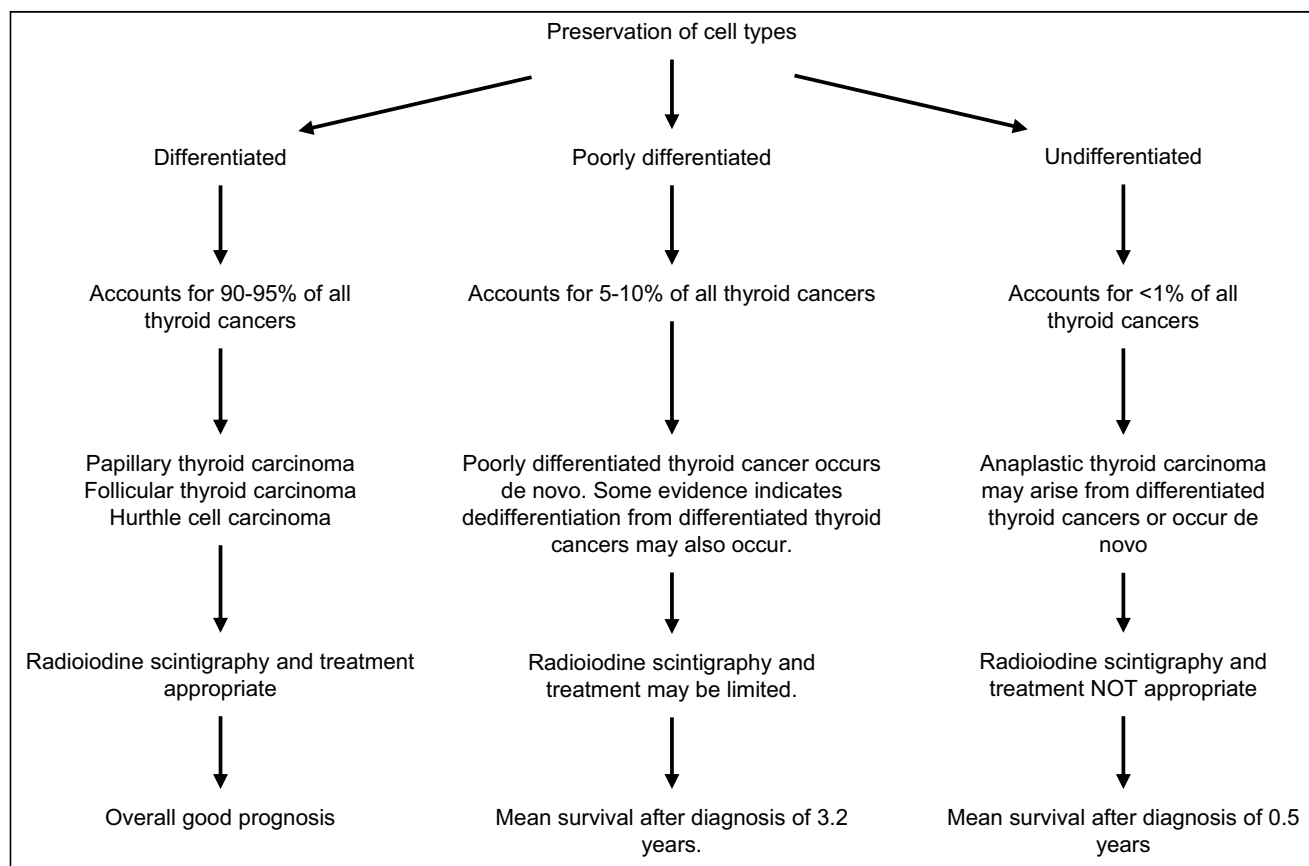 Preservation of cell types
Differentiated
Poorly differentiated
Undifferentiated
Accounts for 90-95% of all
thyroid cancers
Accounts for 5-10% of all thyroid cancers
Accounts for <1% of all
thyroid cancers
Papillary thyroid carcinoma
Follicular thyroid carcinoma
Hurthle cell carcinoma
Poorly differentiated thyroid cancer occurs
de novo. Some evidence indicates
dedifferentiation from differentiated thyroid
cancers may also occur.
Anaplastic thyroid carcinoma
may arise from differentiated
thyroid cancers or occur de
novo
Radioiodine scintigraphy and treatment
appropriate
Radioiodine scintigraphy and
treatment may be limited.
Radioiodine scintigraphy and
treatment NOT appropriate
Overall good prognosis
Mean survival after diagnosis of 3.2
years.
Mean survival after diagnosis of 0.5
years